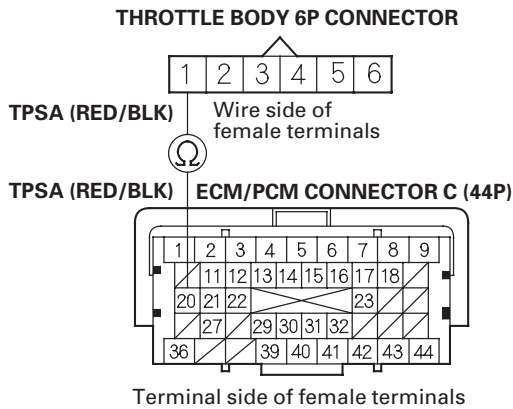 THROTTLE BODY 6P CONNECTOR
1 2 3 4 5 6
TPSA (RED/BLK)
Wire side of
female terminals
Ω
TPSA (RED/BLK)
ECM/PCM CONNECTOR C (44P)
1 2 3 4 5 6 7 8 9
11 12 13 14 15 16 17 18
20 21 22 23
27 29 30 31 32
36 39 40 41 42 43 44
Terminal side of female terminals